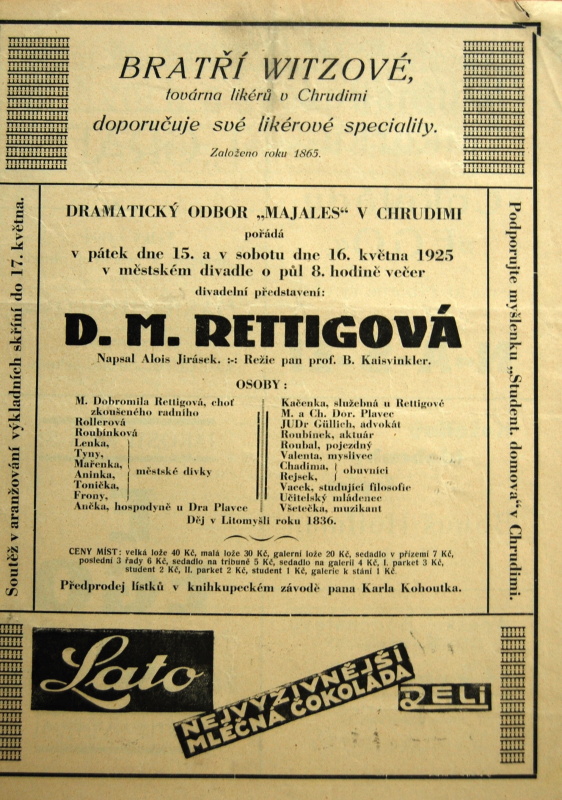 BRATŘÍ WITZOVÉ,
továrna likérů v Chrudimi
doporučuje své likérové speciality.
Založeno roku 1865.
Soutěž v aranžování výkladních skříní do 17. května.
DRAMATICKÝ ODBOR „MAJALES“ V CHRUDIMI
pořádá
v pátek dne 15. a v sobotu dne 16. května 1925
v městském divadle o půl 8. hodině večer
divadelní představení:
D. M. RETTIGOVÁ
Napsal Alois Jirásek. :-: Režie pan prof. B. Kaisvinkler.
OSOBY:
M. Dobromila Rettigová, choť
zkoušeného radního
Rollerová
Roubínková
Lenka,
Tyny,
Mařenka,
Aninka,
Tonička,
Frony,
městské dívky
Ančka, hospodyně u Dra Plavce
Kačenka, služebná u Rettigové
M. a Ch. Dor. Plavec
JUDr Güllich, advokát
Roubínek, aktuár
Roubal, pojezdný
Valenta, myslivec
Chadima,
Rejsek,
obuvníci
Vacek, studující filosofie
Učitelský mládenec
Všetečka, muzikant
Děj v Litomyšli roku 1836.
CENY MÍST: velká lože 40 Kč, malá lože 30 Kč, galerní lože 20 Kč, sedadlo v přízemí 7 Kč,
poslední 3 řady 6 Kč, sedadlo na tribuně 5 Kč, sedadlo na galerii 4 Kč, I. parket 3 Kč,
student 2 Kč, II. parket 2 Kč, student 1 Kč, galerie k stání 1 Kč.
Předprodej lístků v knihkupeckém závodě pana Karla Kohoutka.
Podporujte myšlenku „Student. domova“ v Chrudimi.
Lato
NEJVYŽIVNĚJŠÍ
MLÉČNÁ ČOKOLÁDA
DELI